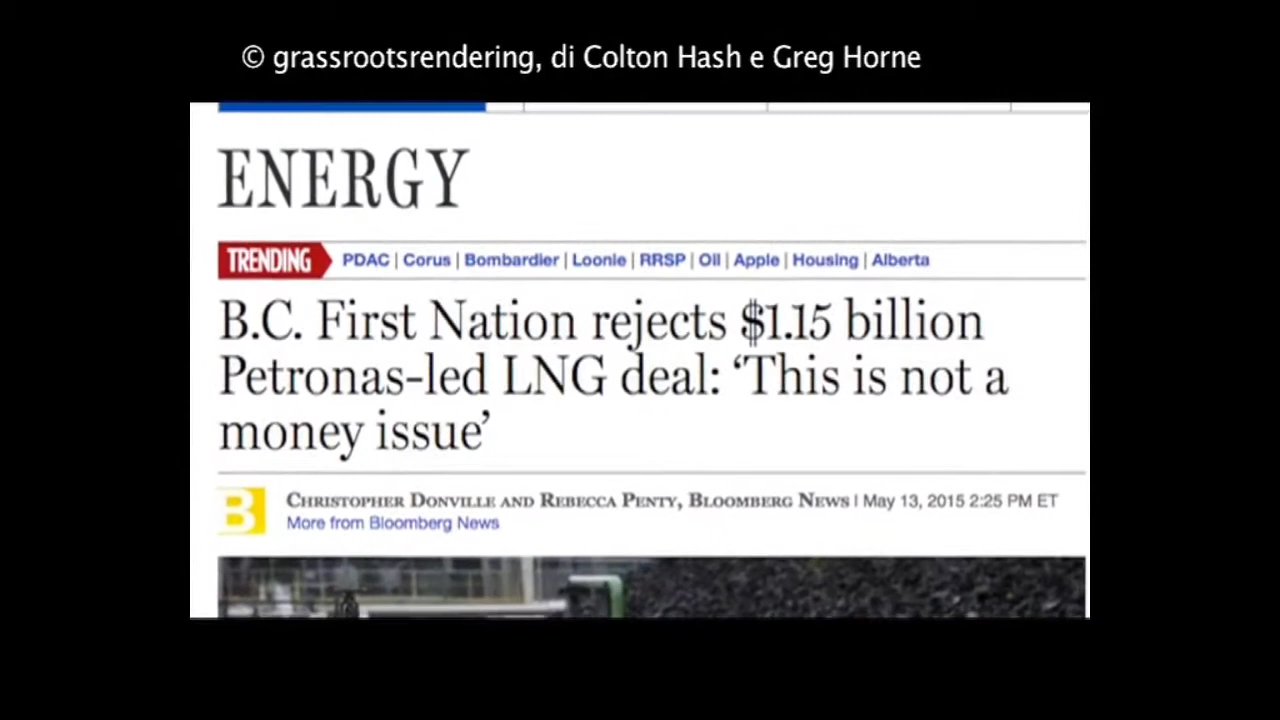 © grassrootsrendering, di Colton Hash e Greg Horne
ENERGY
TRENDING PDAC | Corus | Bombardier | Loonie | RRSP | Oil | Apple | Housing | Alberta
B.C. First Nation rejects $1.15 billion
Petronas-led LNG deal: ‘This is not a
money issue’
B CHRISTOPHER DONVILLE AND REBECCA PENTY, BLOOMBERG NEWS | May 13, 2015 2:25 PM ET
More from Bloomberg News